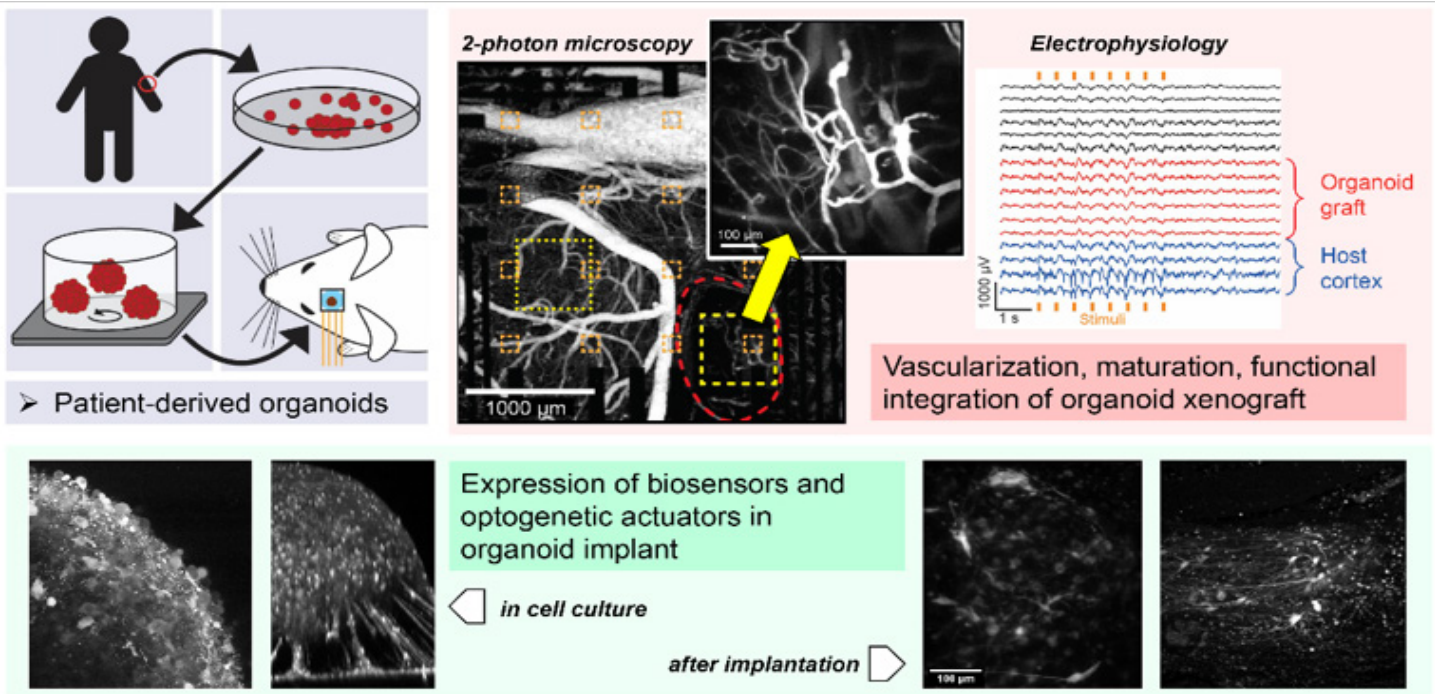 2-photon microscopy
Electrophysiology
100 µm
1000 µm
Organoid
graft
Host
cortex
1000 µV
1 s
Stimuli
➢ Patient-derived organoids
Vascularization, maturation, functional
integration of organoid xenograft
Expression of biosensors and
optogenetic actuators in
organoid implant
in cell culture
after implantation
100 µm